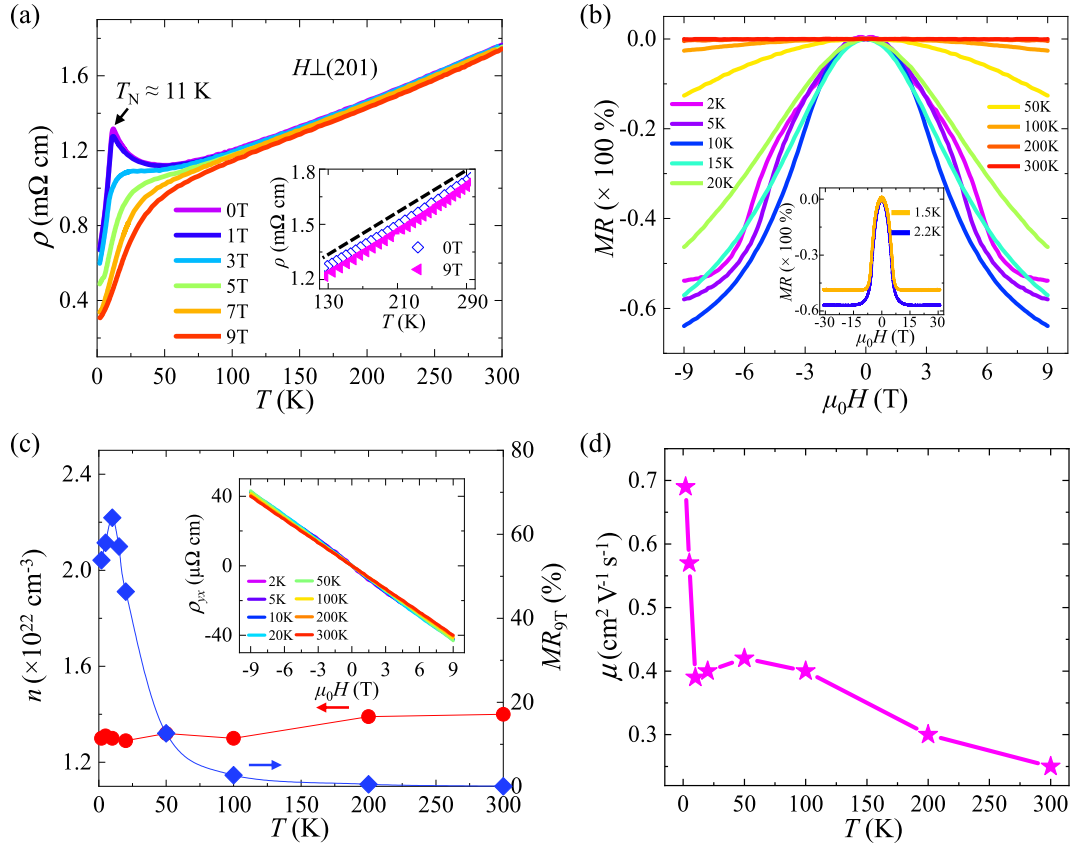 (a)
1.6
1.2
0.8
0.4
ρ (mΩ cm)
0
50
100
150
200
250
300
T (K)
H⊥(201)
T_N ≈ 11 K
0T
1T
3T
5T
7T
9T
1.8
1.5
1.2
ρ (mΩ cm)
130
210
290
T (K)
0T
9T
(b)
0.0
-0.2
-0.4
-0.6
MR (× 100 %)
-9
-6
-3
0
3
6
9
μ₀H (T)
2K
5K
10K
15K
20K
50K
100K
200K
300K
0.0
-0.3
-0.6
MR (× 100 %)
-30
-15
0
15
30
μ₀H (T)
1.5K
2.2K
(c)
2.4
2.0
1.6
1.2
n (×10²² cm⁻³)
0
50
100
150
200
250
300
T (K)
80
60
40
20
0
MR₉T (%)
40
0
-40
ρyx (μΩ cm)
-9
-6
-3
0
3
6
9
μ₀H (T)
2K
5K
10K
20K
50K
100K
200K
300K
(d)
0.7
0.6
0.5
0.4
0.3
μ (cm² V⁻¹ s⁻¹)
0
50
100
150
200
250
300
T (K)